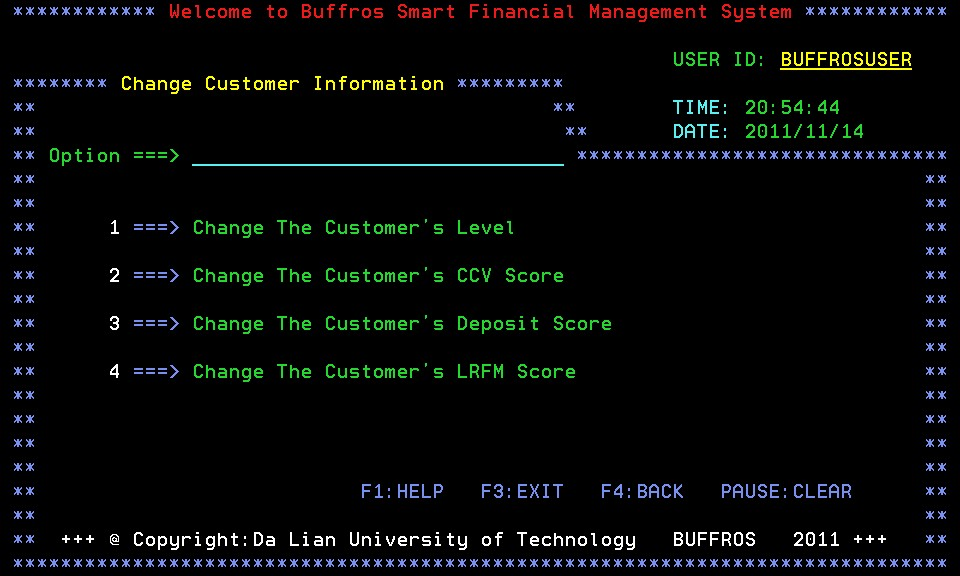 ************ Welcome to Buffros Smart Financial Management System ************
USER ID: BUFFROSUSER
******** Change Customer Information *********
** ** TIME: 20:54:44
** ** DATE: 2011/11/14
** Option ===> _______________________________ *******************************
** **
** **
** 1 ===> Change The Customer's Level **
** **
** 2 ===> Change The Customer's CCV Score **
** **
** 3 ===> Change The Customer's Deposit Score **
** **
** 4 ===> Change The Customer's LRFM Score **
** **
** **
** **
** **
** F1:HELP F3:EXIT F4:BACK PAUSE:CLEAR **
** **
** +++ @ Copyright:Da Lian University of Technology BUFFROS 2011 +++ **
******************************************************************************